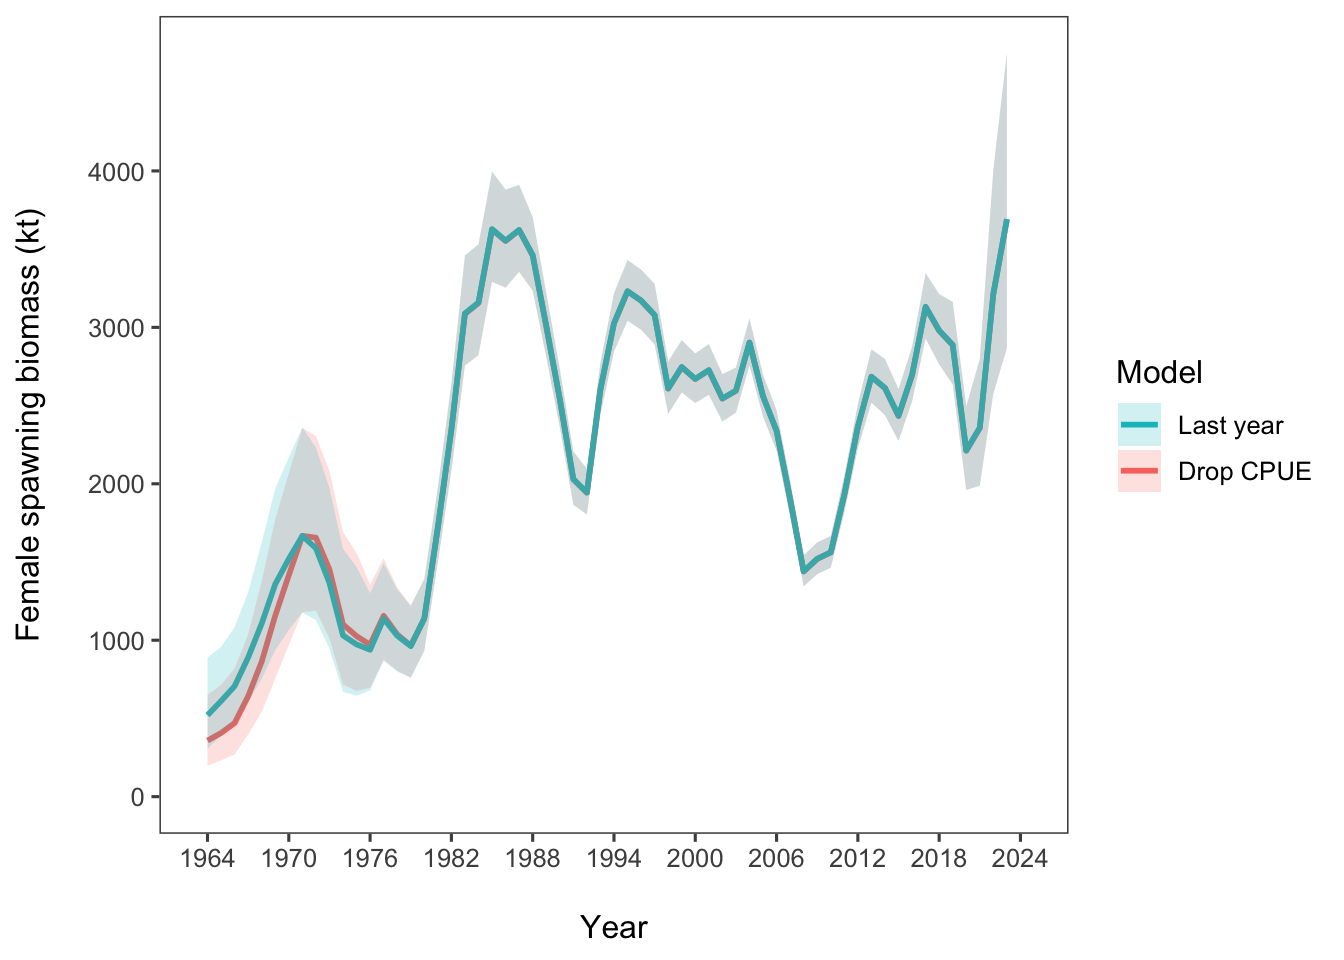 Female spawning biomass (kt)
4000
3000
2000
1000
0
1964 1970 1976 1982 1988 1994 2000 2006 2012 2018 2024
Year
Model
Last year
Drop CPUE